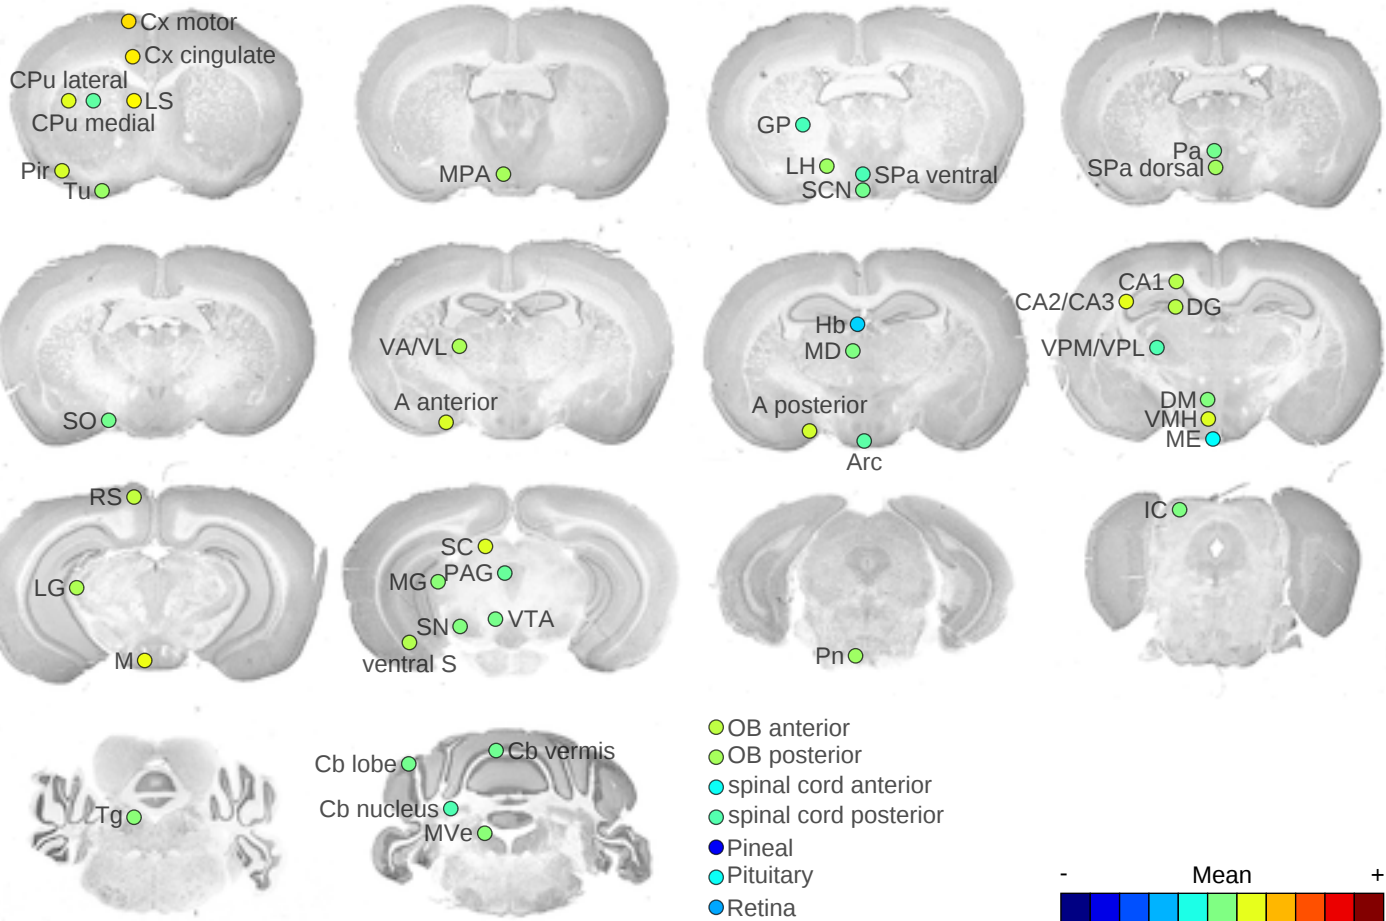 Cx motor
Cx cingulate
CPu lateral
LS
CPu medial
Pir
Tu
MPA
GP
LH
SPa ventral
SCN
Pa
SPa dorsal
SO
VA/VL
A anterior
Hb
MD
A posterior
Arc
CA1
CA2/CA3
DG
VPM/VPL
DM
VMH
ME
RS
LG
M
SC
PAG
MG
SN
VTA
ventral S
Pn
IC
Tg
Cb lobe
Cb vermis
Cb nucleus
MVe
OB anterior
OB posterior
spinal cord anterior
spinal cord posterior
Pineal
Pituitary
Retina
- Mean +